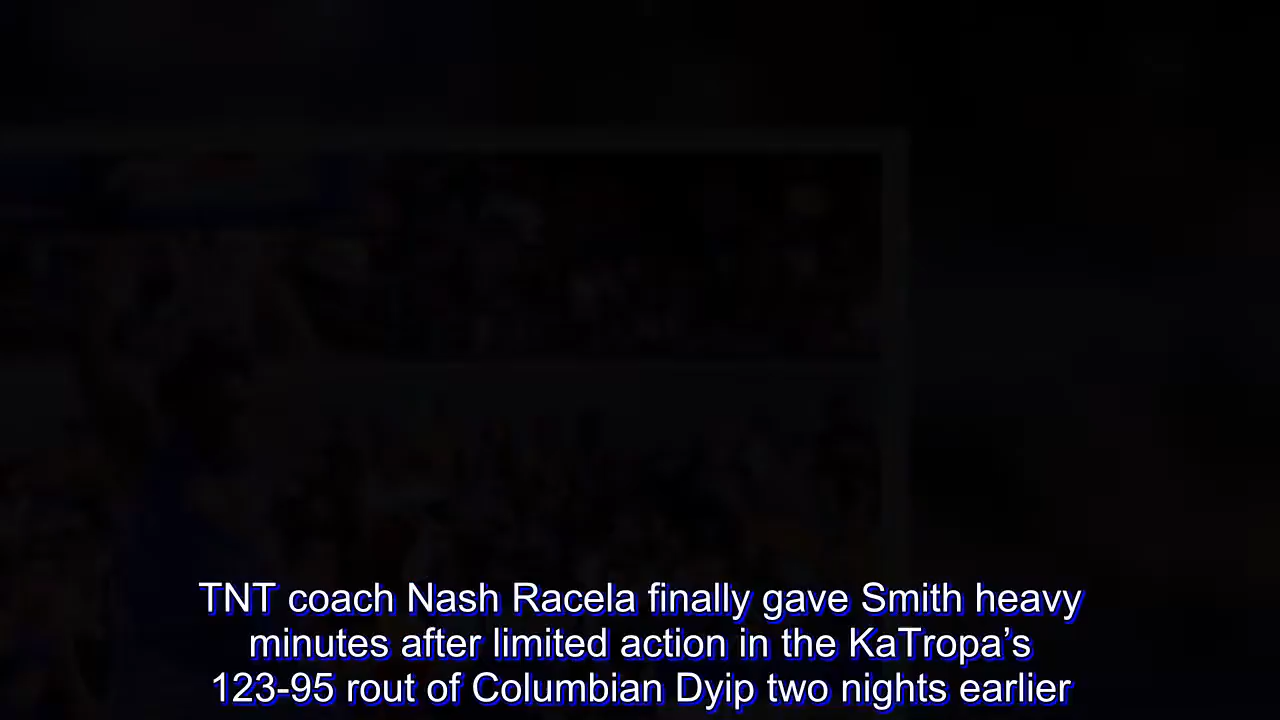 TNT coach Nash Racela finally gave Smith heavy
minutes after limited action in the KaTropa’s
123-95 rout of Columbian Dyip two nights earlier